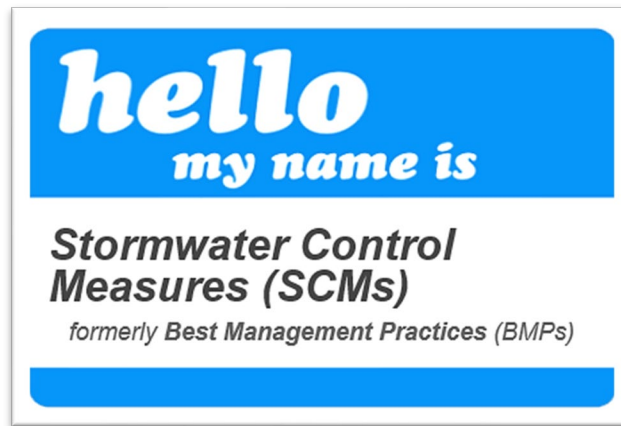 hello
my name is
Stormwater Control
Measures (SCMs)
formerly Best Management Practices (BMPs)